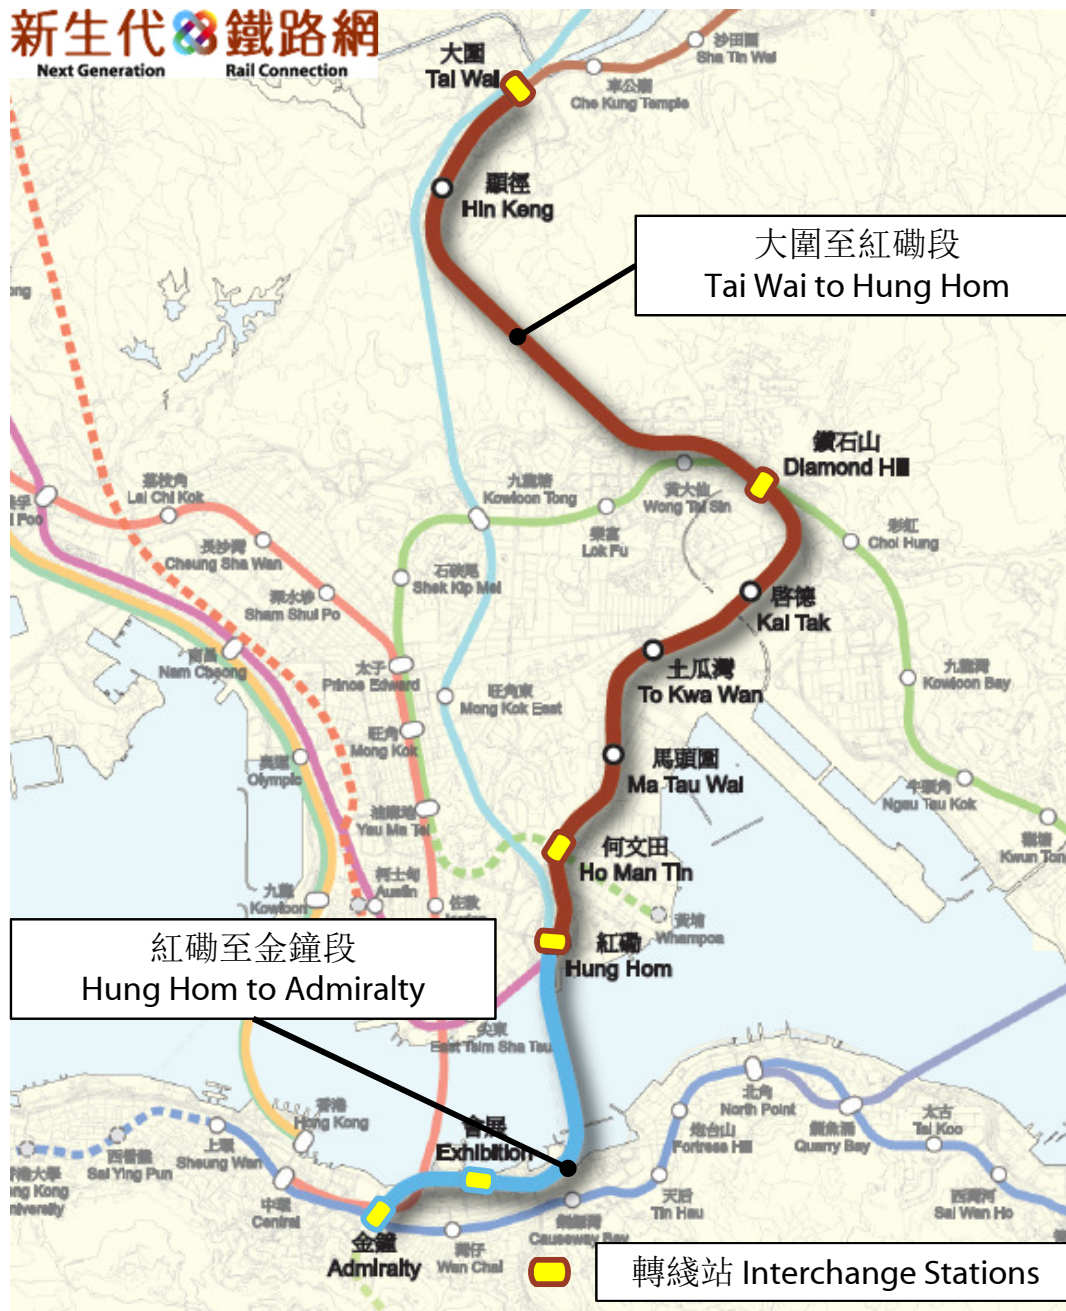 新生代 鐵路網
Next Generation Rail Connection
大圍
Tai Wai
沙田圍
Sha Tin Wai
車公廟
Che Kung Temple
顯徑
Hin Keng
大圍至紅磡段
Tai Wai to Hung Hom
鑽石山
Diamond Hill
荔枝角
Lai Chi Kok
九龍塘
Kowloon Tong
黃大仙
Wong Tai Sin
樂富
Lok Fu
彩虹
Choi Hung
長沙灣
Cheung Sha Wan
石硤尾
Shek Kip Mei
深水埗
Sham Shui Po
啓德
Kai Tak
南昌
Nam Cheong
太子
Prince Edward
土瓜灣
To Kwa Wan
九龍灣
Kowloon Bay
旺角東
Mong Kok East
旺角
Mong Kok
奧運
Olympic
馬頭圍
Ma Tau Wai
牛頭角
Ngau Tau Kok
油麻地
Yau Ma Tei
觀塘
Kwun Tong
何文田
Ho Man Tin
柯士甸
Austin
九龍
Kowloon
佐敦
黃埔
Whampoa
紅磡
Hung Hom
紅磡至金鐘段
Hung Hom to Admiralty
尖東
East Tsim Sha Tsui
北角
North Point
香港
Hong Kong
會展
Exhibition
炮台山
Fortress Hill
鰂魚涌
Quarry Bay
太古
Tai Koo
上環
Sheung Wan
西營盤
Sai Ying Pun
香港大學
Hong Kong
University
中環
Central
天后
Tin Hau
西灣河
Sai Wan Ho
銅鑼灣
Causeway Bay
金鐘
Admiralty
灣仔
Wan Chai
轉綫站 Interchange Stations